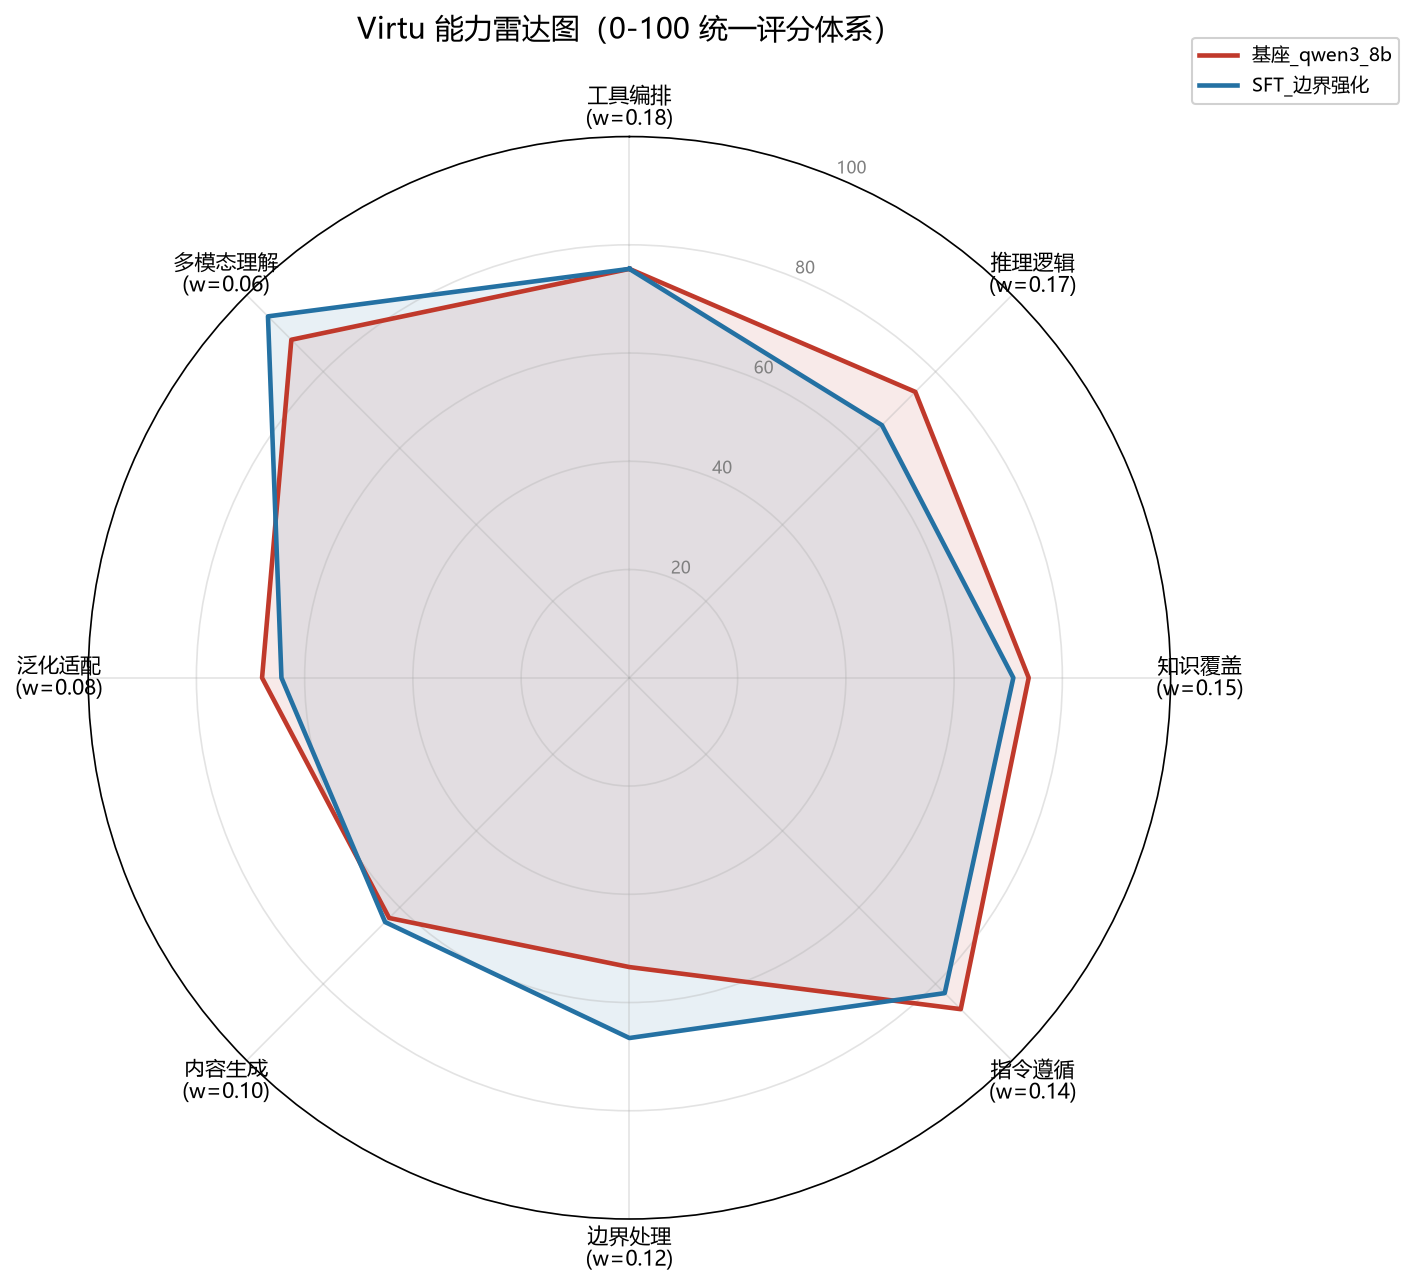 Virtu 能力雷达图（0-100 统一评分体系）
基座_qwen3_8b
SFT_边界强化
工具编排
(w=0.18)
100
多模态理解
(w=0.06)
推理逻辑
(w=0.17)
80
60
40
20
泛化适配
(w=0.08)
知识覆盖
(w=0.15)
内容生成
(w=0.10)
指令遵循
(w=0.14)
边界处理
(w=0.12)